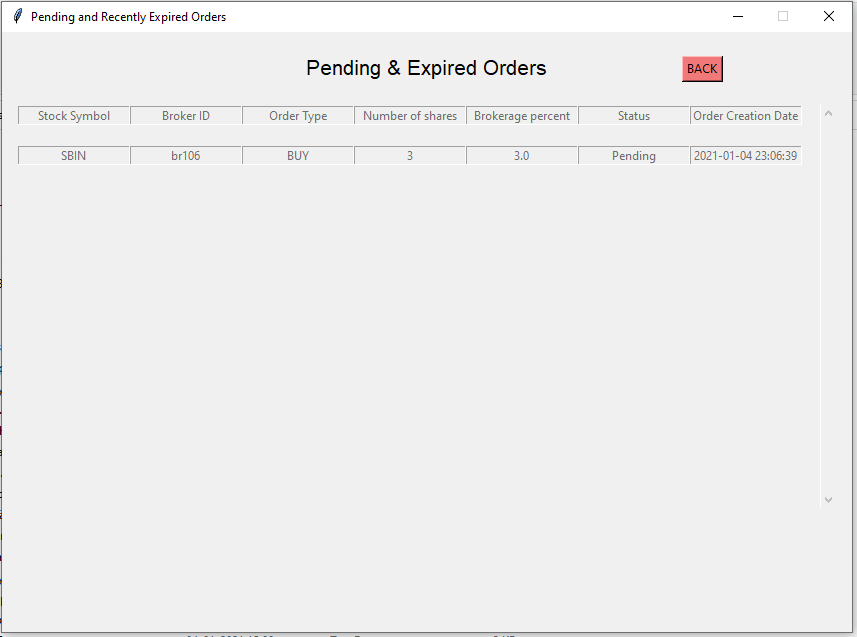 Pending and Recently Expired Orders
Pending & Expired Orders
BACK
Stock Symbol Broker ID Order Type Number of shares Brokerage percent Status Order Creation Date
SBIN br106 BUY 3 3.0 Pending 2021-01-04 23:06:39